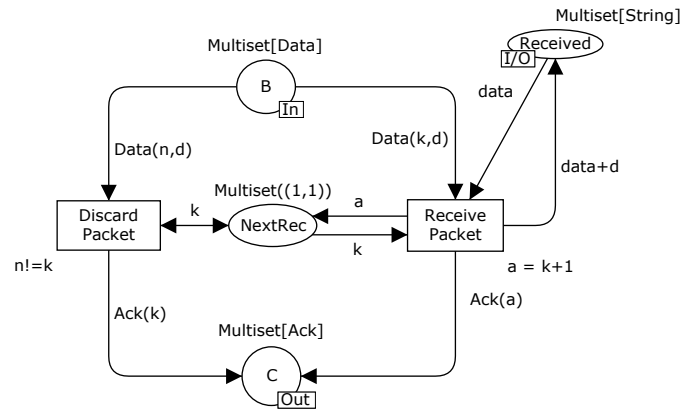 Multiset[String]
Multiset[Data]
Received
I/O
B
In
data
Data(n,d)
Data(k,d)
data+d
Multiset((1,1))
Discard
Packet
k
NextRec
a
k
Receive
Packet
n!=k
a = k+1
Ack(k)
Ack(a)
Multiset[Ack]
C
Out